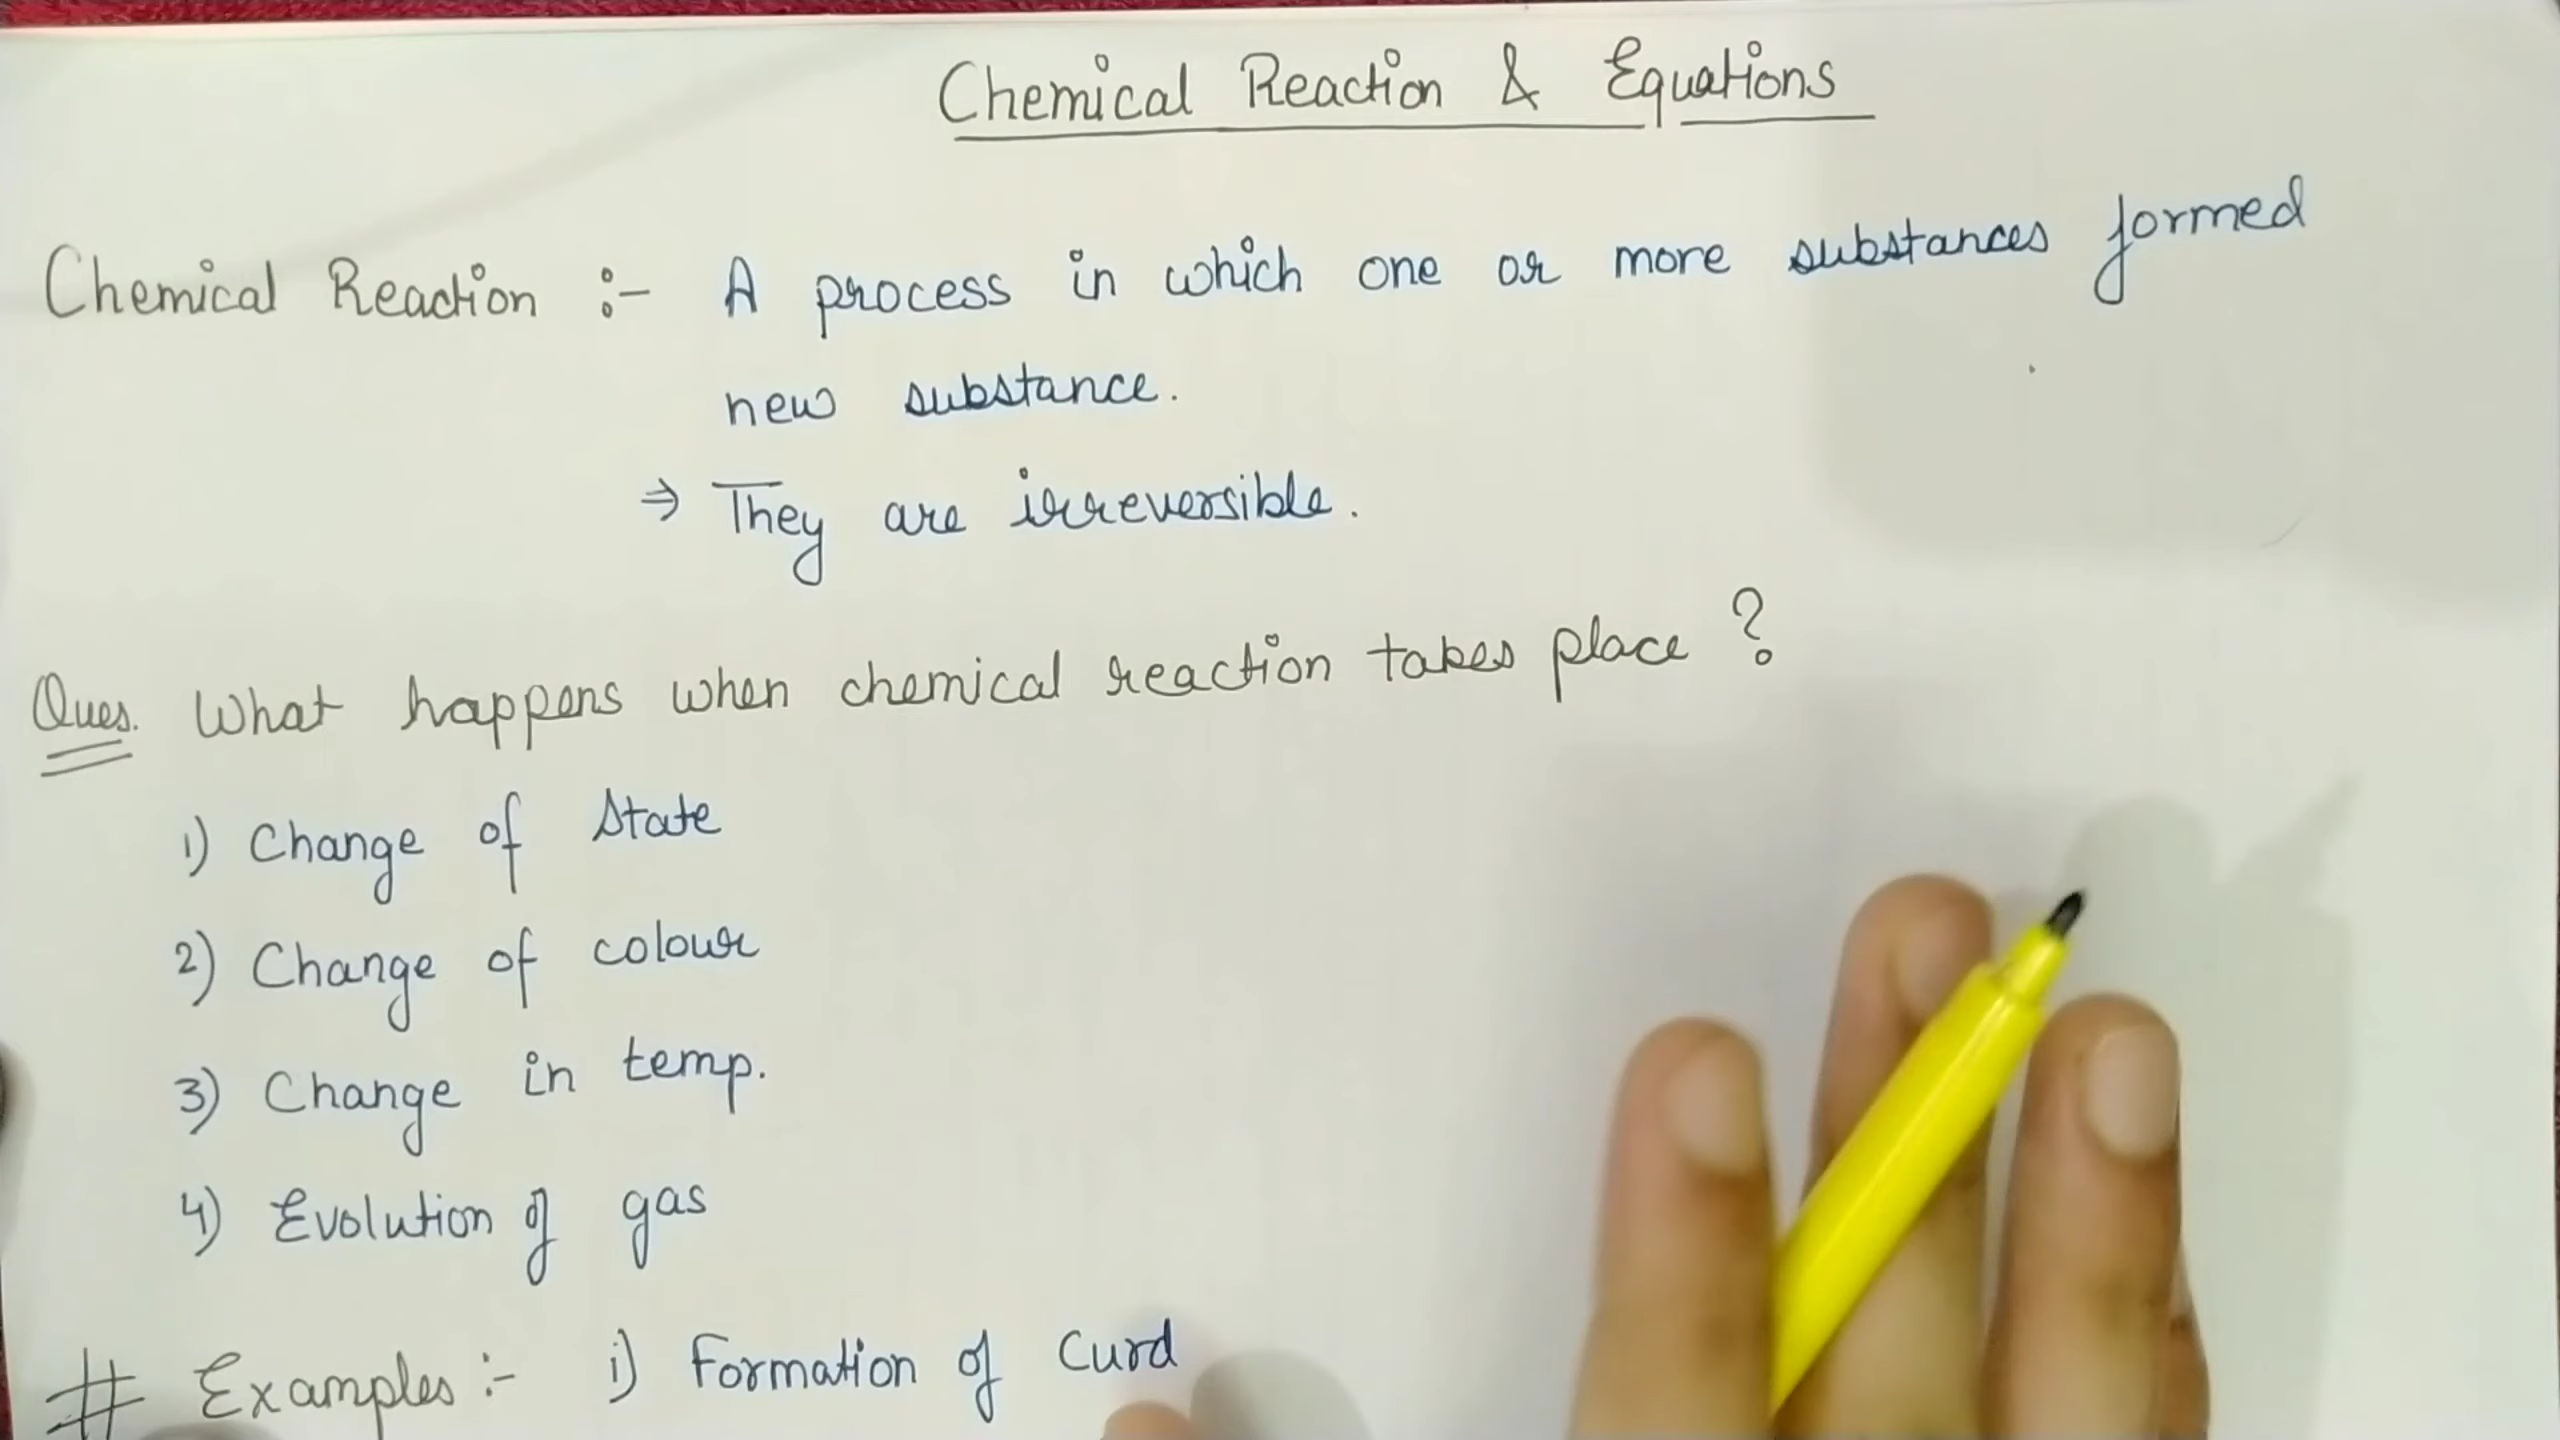 Chemical Reaction & Equations
Chemical Reaction :- A process in which one or more substances formed
new substance.
⇒ They are irreversible.
Ques. What happens when chemical reaction takes place ?
1) Change of state
2) Change of colour
3) Change in temp.
4) Evolution of gas
# Examples :- i) Formation of Curd